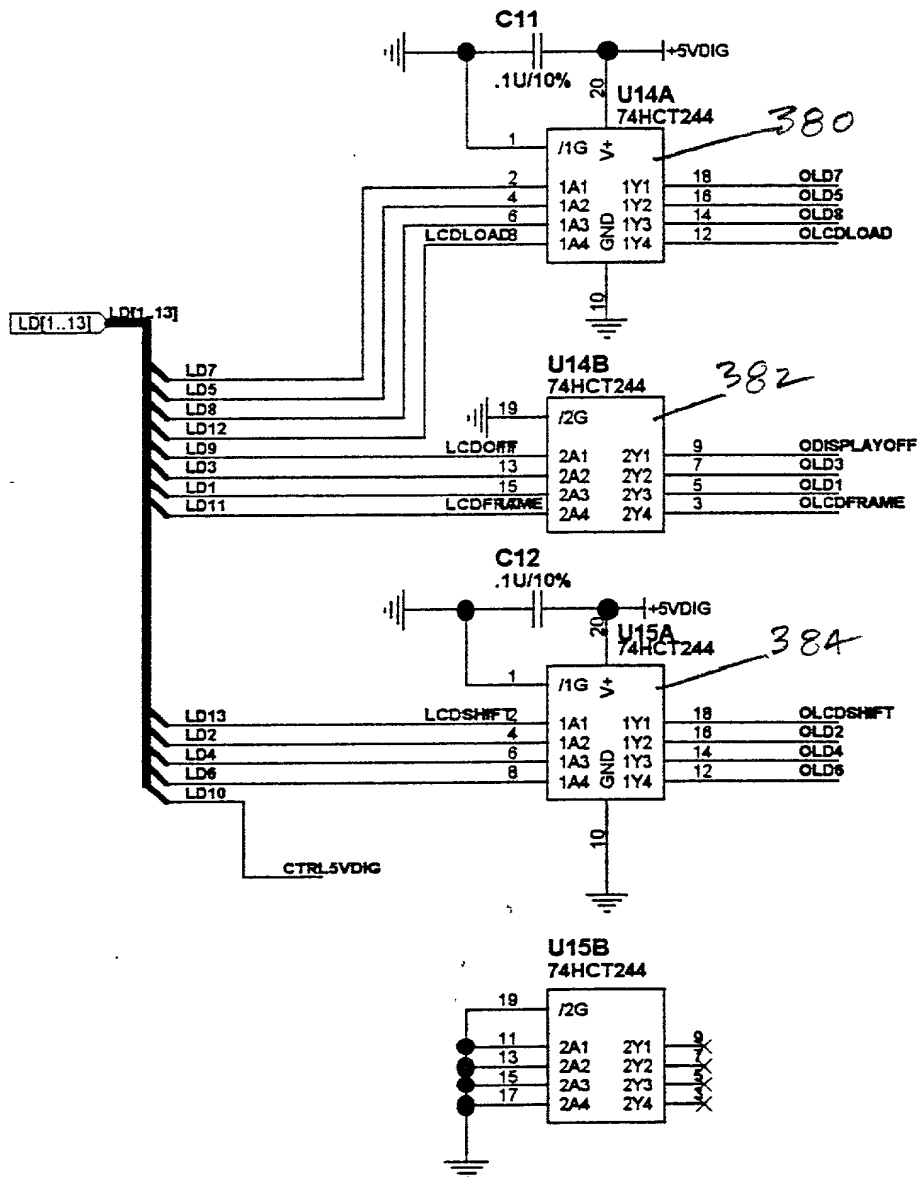 C11
+5VDIG
.1U/10%
20
U14A
74HCT244
380
1 /1G V+
2 1A1 1Y1 18 OLD7
4 1A2 1Y2 16 OLD5
6 1A3 1Y3 14 OLD8
LCDLOAD 8 1A4 GND 1Y4 12 OLCDLOAD
10
LD[1..13] LD[1..13]
U14B
74HCT244
382
LD7
LD5
LD8
LD12
19 /2G
LD9 LCDOFF 2A1 2Y1 9 ODISPLAYOFF
LD3 13 2A2 2Y2 7 OLD3
LD1 15 2A3 2Y3 5 OLD1
LD11 LCDFRAME 2A4 2Y4 3 OLCDFRAME
C12
.1U/10%
+5VDIG
20
U15A
74HCT244
384
1 /1G V+
LD13 LCDSHIFT 2 1A1 1Y1 18 OLCDSHIFT
LD2 4 1A2 1Y2 16 OLD2
LD4 6 1A3 1Y3 14 OLD4
LD6 8 1A4 GND 1Y4 12 OLD6
LD10
10
CTRL5VDIG
U15B
74HCT244
19 /2G
11 2A1 2Y1 9
13 2A2 2Y2 7
15 2A3 2Y3 5
17 2A4 2Y4